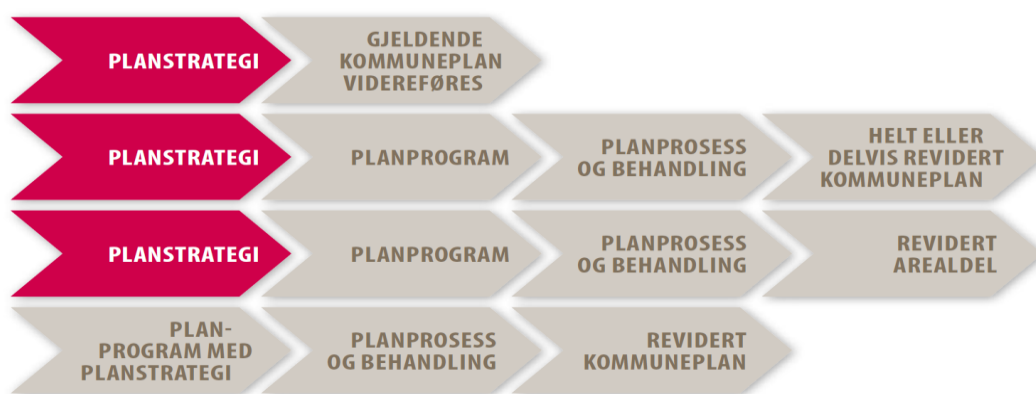 PLANSTRATEGI
GJELDENDE
KOMMUNEPLAN
VIDEREFØRES
PLANSTRATEGI
PLANPROGRAM
PLANPROSESS
OG BEHANDLING
HELT ELLER
DELVIS REVIDERT
KOMMUNEPLAN
PLANSTRATEGI
PLANPROGRAM
PLANPROSESS
OG BEHANDLING
REVIDERT
AREALDEL
PLAN-
PROGRAM MED
PLANSTRATEGI
PLANPROSESS
OG BEHANDLING
REVIDERT
KOMMUNEPLAN